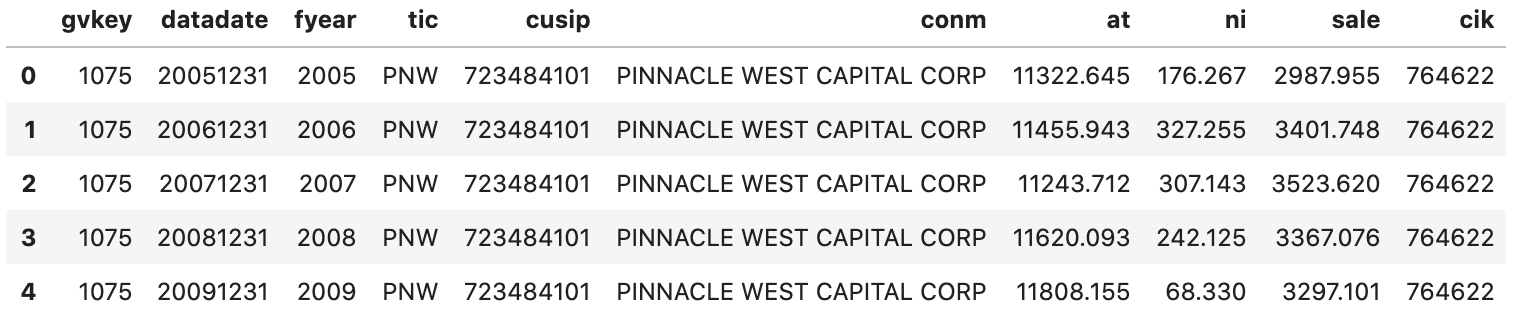 gvkey datadate fyear tic cusip conm at ni sale cik
0 1075 20051231 2005 PNW 723484101 PINNACLE WEST CAPITAL CORP 11322.645 176.267 2987.955 764622
1 1075 20061231 2006 PNW 723484101 PINNACLE WEST CAPITAL CORP 11455.943 327.255 3401.748 764622
2 1075 20071231 2007 PNW 723484101 PINNACLE WEST CAPITAL CORP 11243.712 307.143 3523.620 764622
3 1075 20081231 2008 PNW 723484101 PINNACLE WEST CAPITAL CORP 11620.093 242.125 3367.076 764622
4 1075 20091231 2009 PNW 723484101 PINNACLE WEST CAPITAL CORP 11808.155 68.330 3297.101 764622